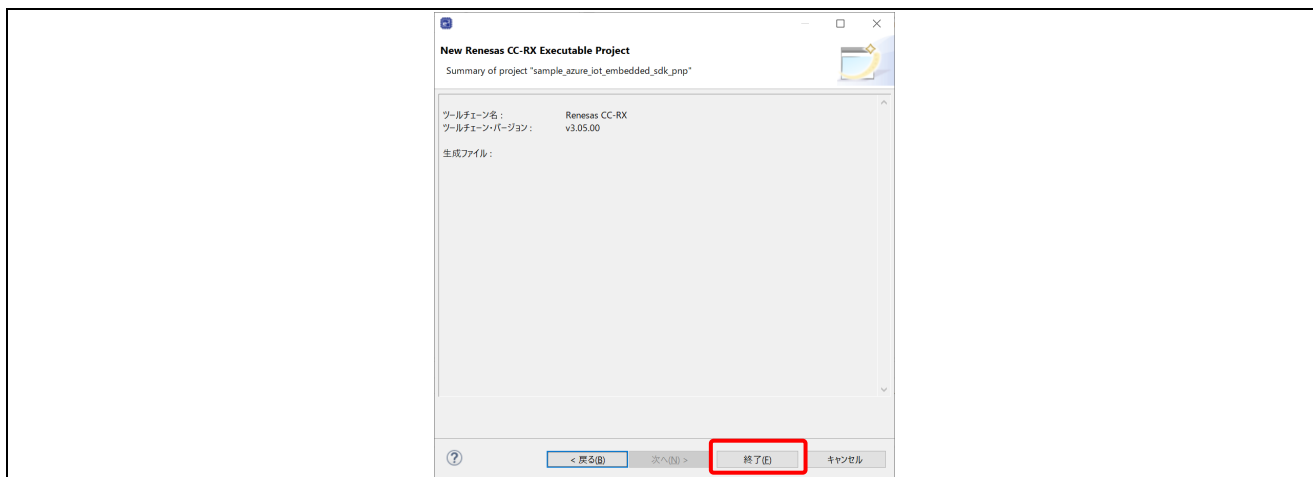 New Renesas CC-RX Executable Project
Summary of project "sample_azure_iot_embedded_sdk_pnp"
ツールチェーン名 : Renesas CC-RX
ツールチェーン・バージョン : v3.05.00
生成ファイル :
< 戻る(B) 次へ(N) > 終了(F) キャンセル